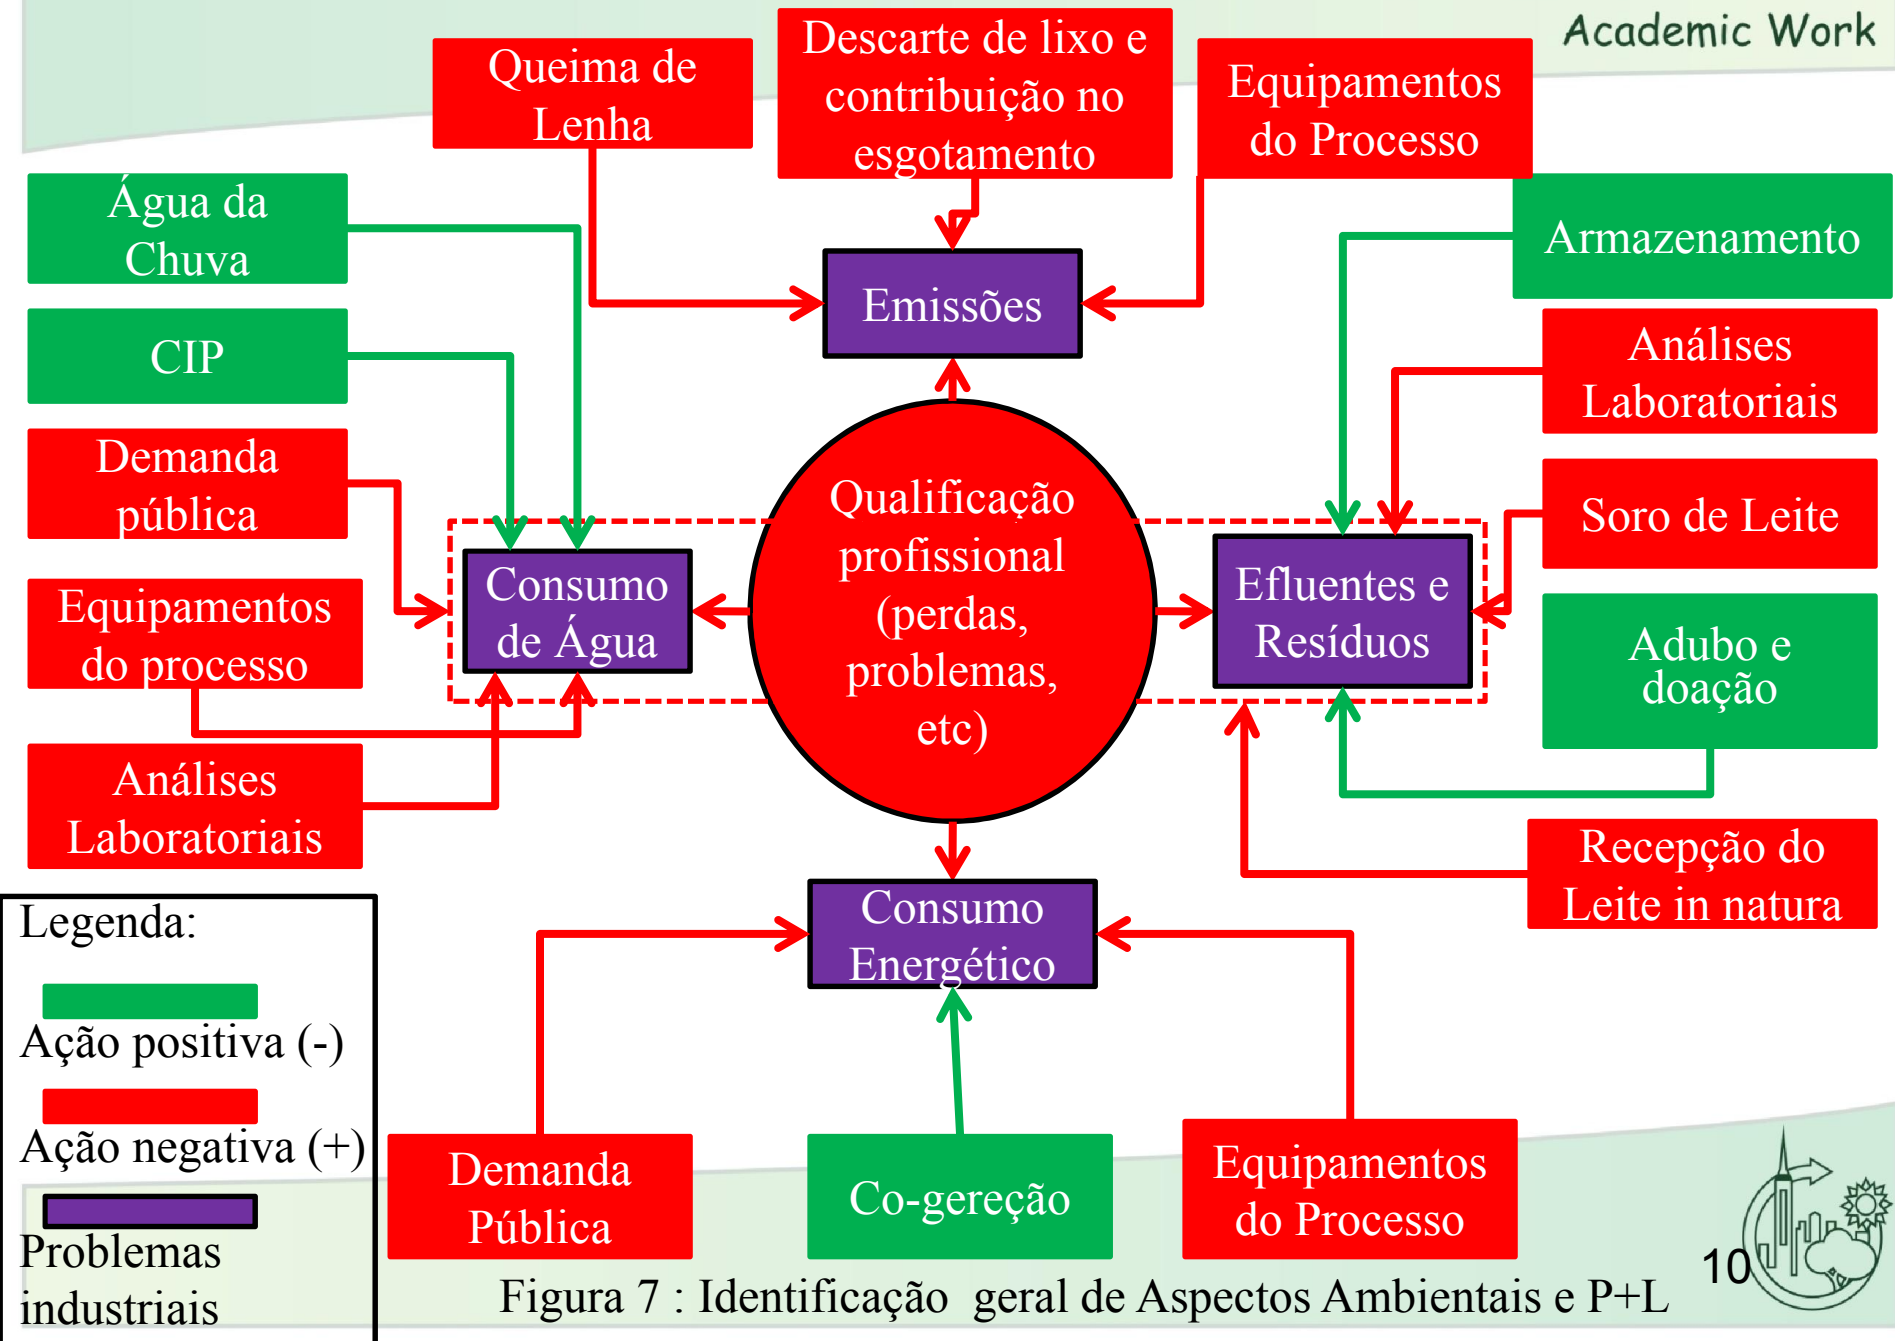 Academic Work
Queima de
Lenha
Descarte de lixo e
contribuição no
esgotamento
Equipamentos
do Processo
Água da
Chuva
Armazenamento
Emissões
CIP
Análises
Laboratoriais
Demanda
pública
Qualificação
profissional
(perdas,
problemas,
etc)
Soro de Leite
Consumo
de Água
Efluentes e
Resíduos
Equipamentos
do processo
Adubo e
doação
Análises
Laboratoriais
Recepção do
Leite in natura
Consumo
Energético
Legenda:
Ação positiva (-)
Ação negativa (+)
Problemas
industriais
Demanda
Pública
Co-gereção
Equipamentos
do Processo
10
Figura 7 : Identificação  geral de Aspectos Ambientais e P+L